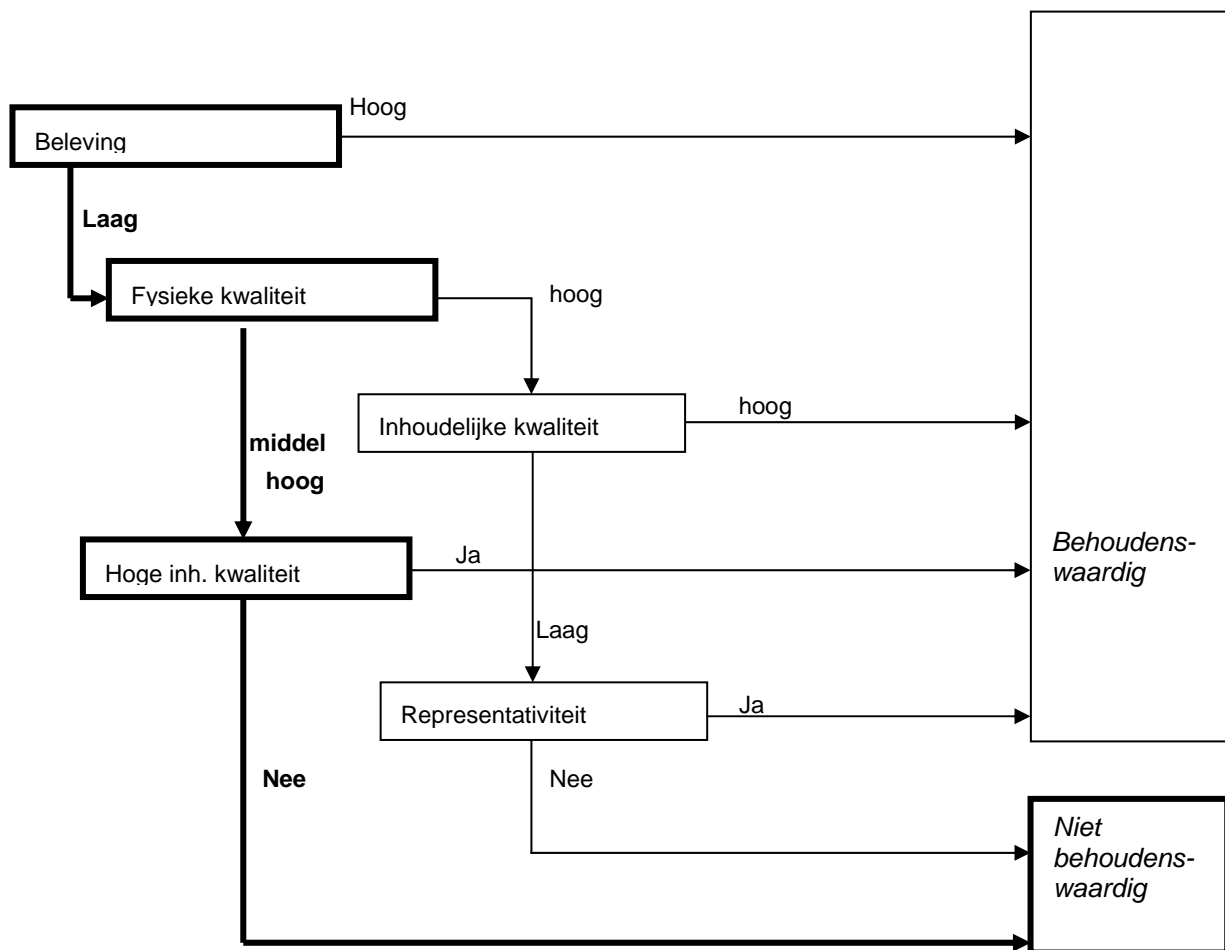 Hoog
Beleving
Laag
Fysieke kwaliteit
hoog
Inhoudelijke kwaliteit
hoog
middel
hoog
Hoge inh. kwaliteit
Ja
Behoudens-
waardig
Laag
Representativiteit
Ja
Nee
Nee
Niet
behoudens-
waardig